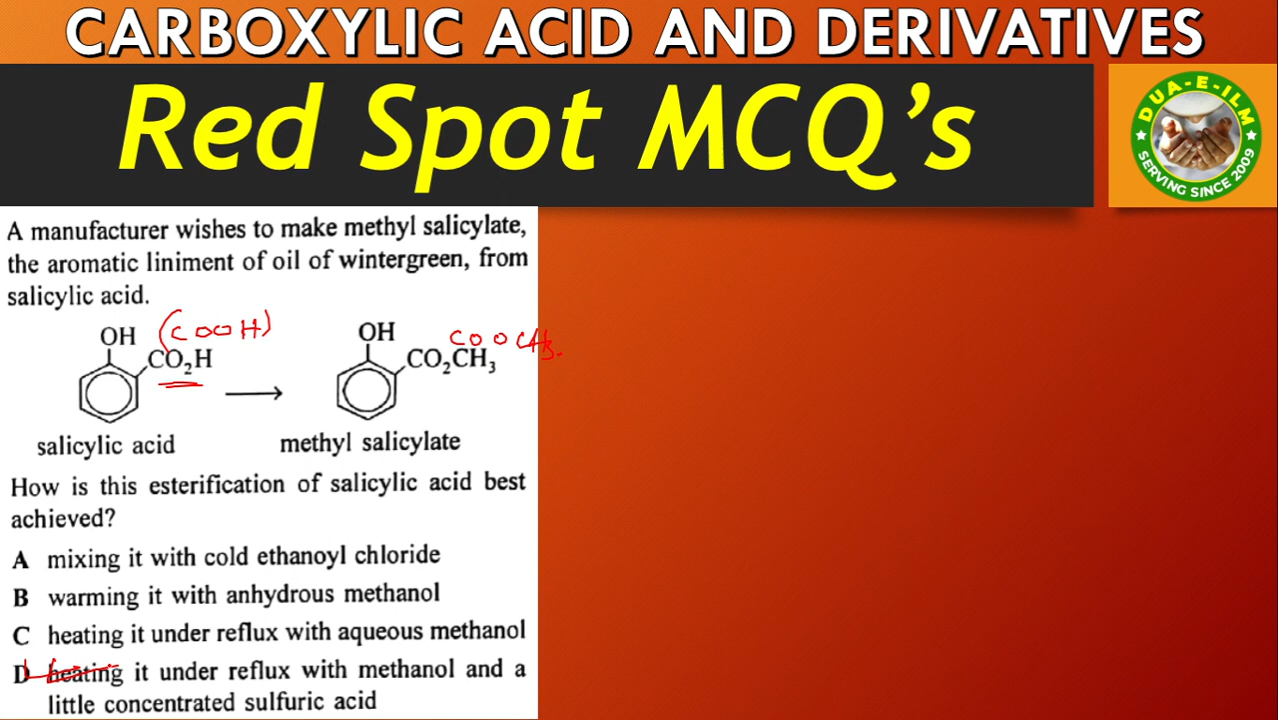 CARBOXYLIC ACID AND DERIVATIVES
Red Spot MCQ's
DUA-E-ILM
SERVING SINCE 2009
A manufacturer wishes to make methyl salicylate,
the aromatic liniment of oil of wintergreen, from
salicylic acid.
OH (COOH) OH COOCH3.
CO₂H CO₂CH₃
salicylic acid methyl salicylate
How is this esterification of salicylic acid best
achieved?
A mixing it with cold ethanoyl chloride
B warming it with anhydrous methanol
C heating it under reflux with aqueous methanol
D heating it under reflux with methanol and a
little concentrated sulfuric acid